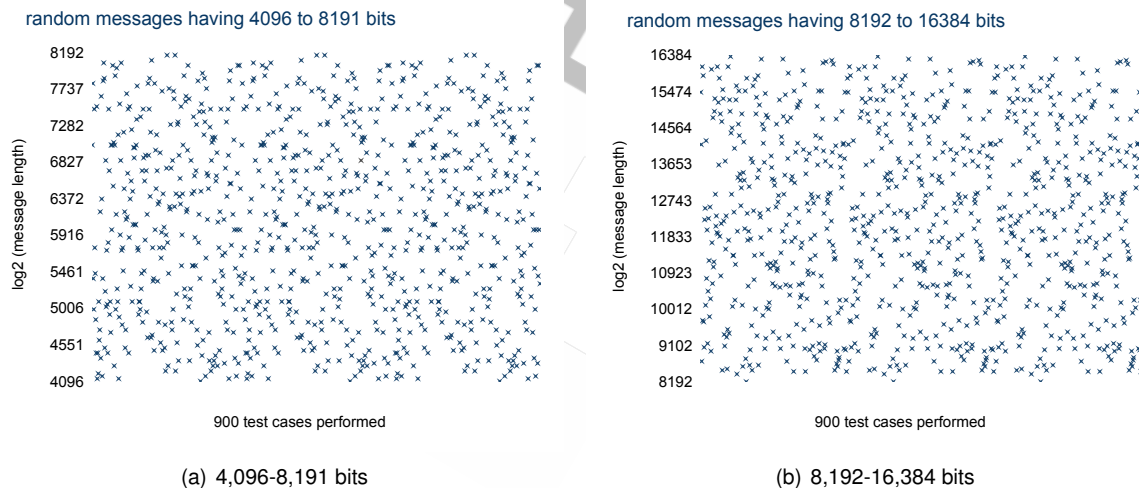 random messages having 4096 to 8191 bits
log2 (message length)
8192
7737
7282
6827
6372
5916
5461
5006
4551
4096
900 test cases performed
(a) 4,096-8,191 bits
random messages having 8192 to 16384 bits
log2 (message length)
16384
15474
14564
13653
12743
11833
10923
10012
9102
8192
900 test cases performed
(b) 8,192-16,384 bits